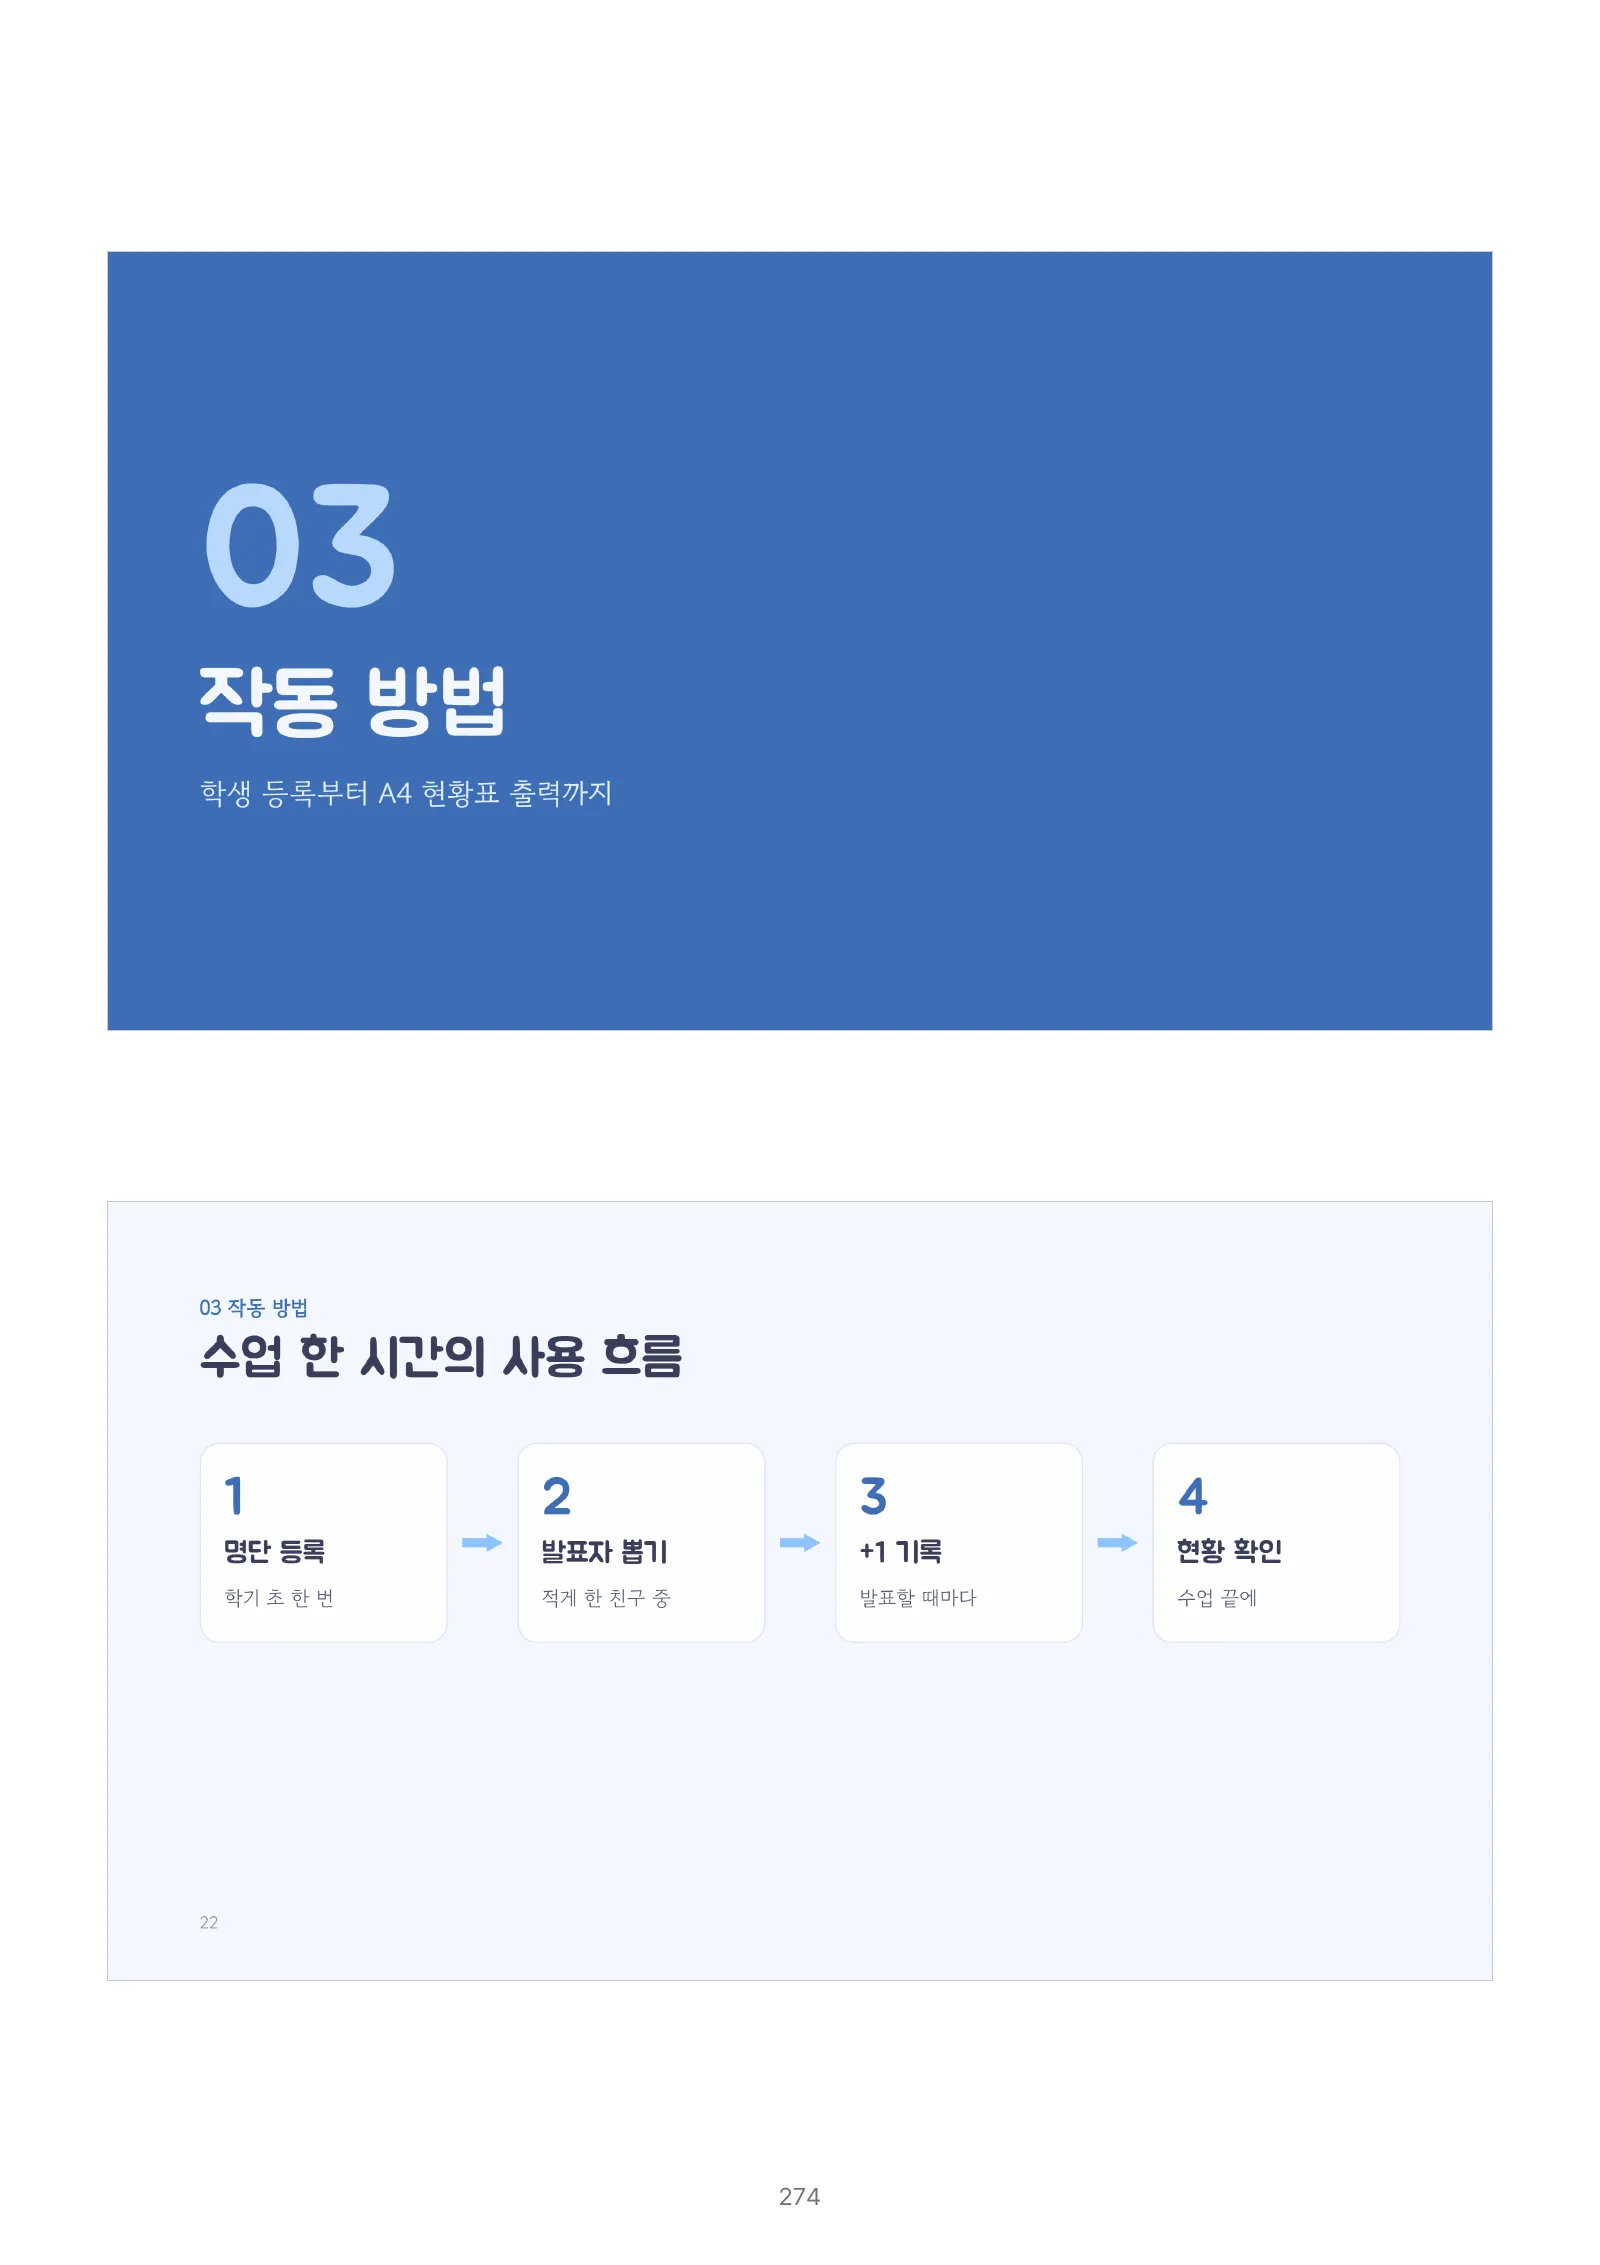 03
작동 방법
학생 등록부터 A4 현황표 출력까지
03 작동 방법
수업 한 시간의 사용 흐름
1
명단 등록
학기 초 한 번
2
발표자 뽑기
적게 한 친구 중
3
+1 기록
발표할 때마다
4
현황 확인
수업 끝에
22
274